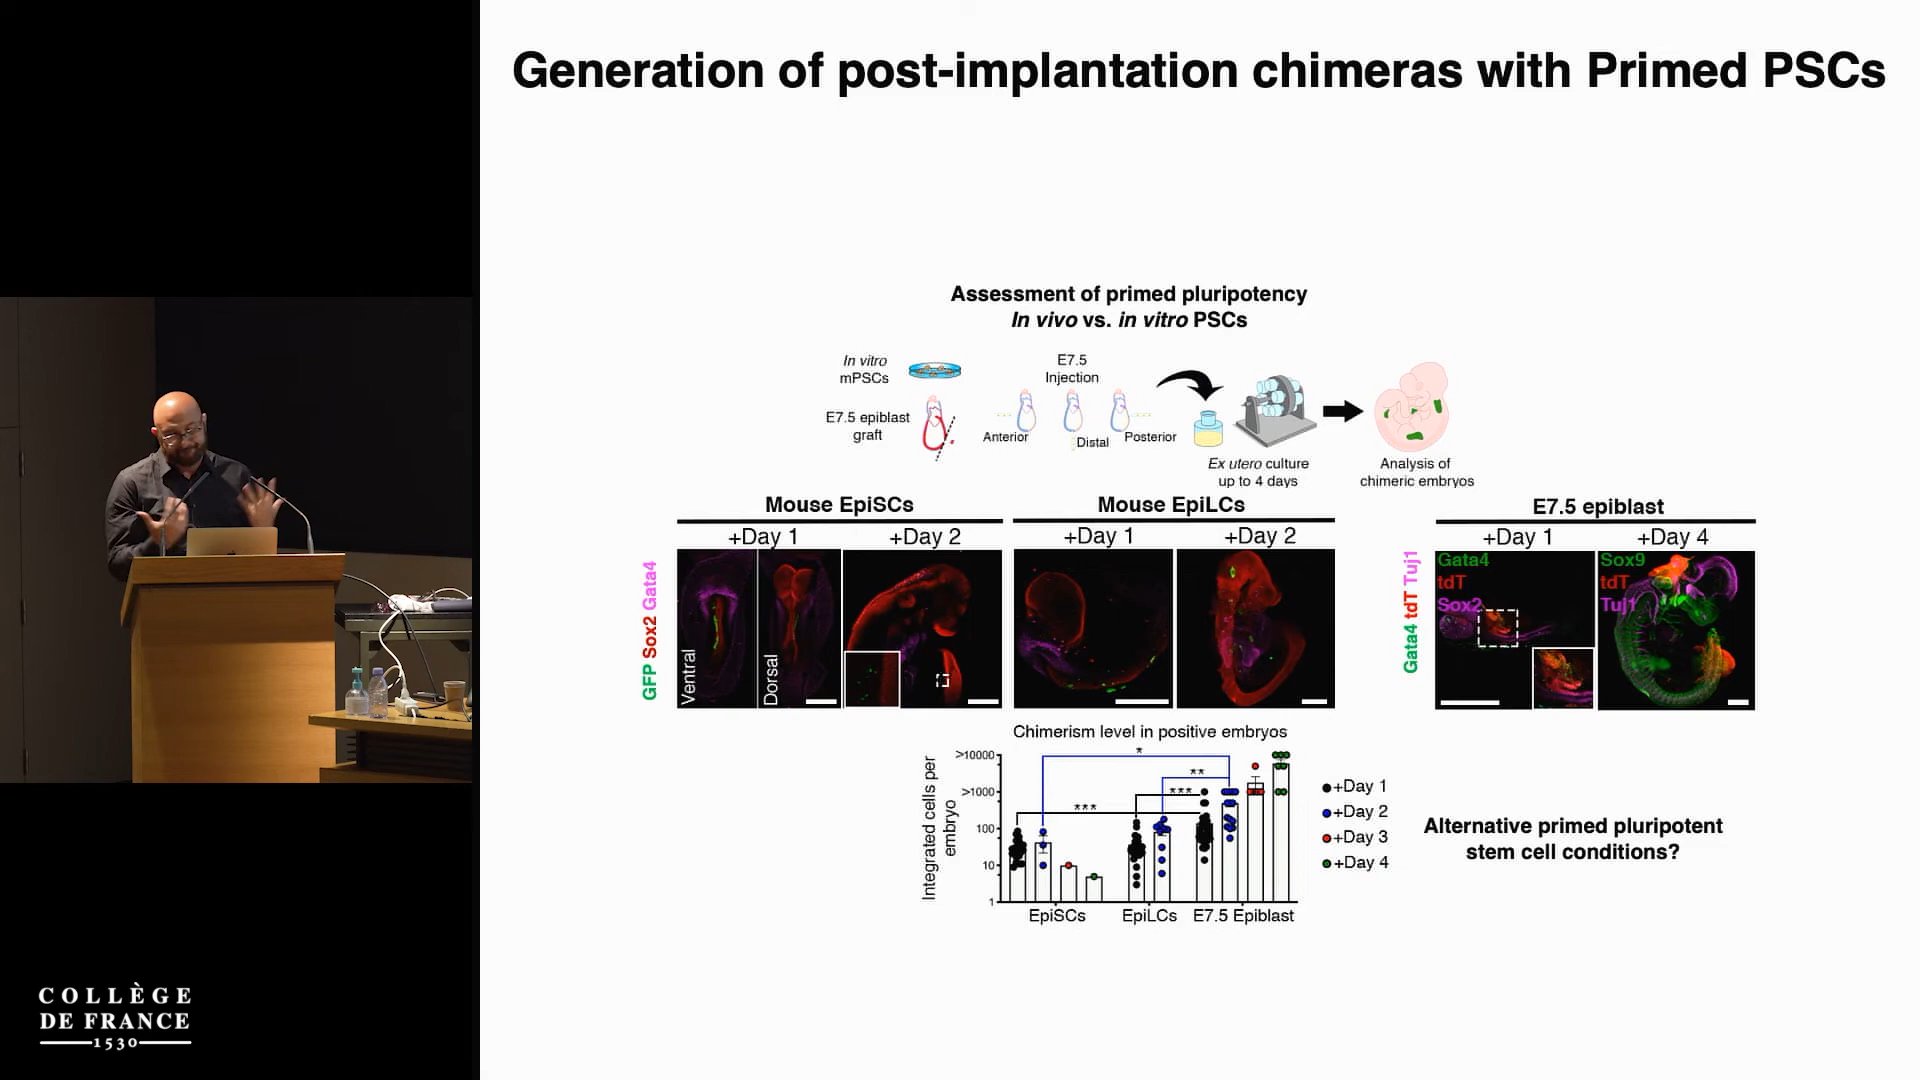 Generation of post-implantation chimeras with Primed PSCs
Assessment of primed pluripotency
In vivo vs. in vitro PSCs
In vitro
mPSCs
E7.5 epiblast
graft
E7.5
Injection
Anterior
Distal
Posterior
Ex utero culture
up to 4 days
Analysis of
chimeric embryos
Mouse EpiSCs
+Day 1
+Day 2
Mouse EpiLCs
+Day 1
+Day 2
E7.5 epiblast
+Day 1
+Day 4
GFP Sox2 Gata4
Ventral
Dorsal
Gata4 tdT Tuj1
Gata4
tdT
Sox2
Sox9
tdT
Tuj1
Chimerism level in positive embryos
Integrated cells per
embryo
>10000
>1000
100
10
1
*
**
***
***
EpiSCs
EpiLCs
E7.5 Epiblast
+Day 1
+Day 2
+Day 3
+Day 4
Alternative primed pluripotent
stem cell conditions?
COLLÈGE
DE FRANCE
1530